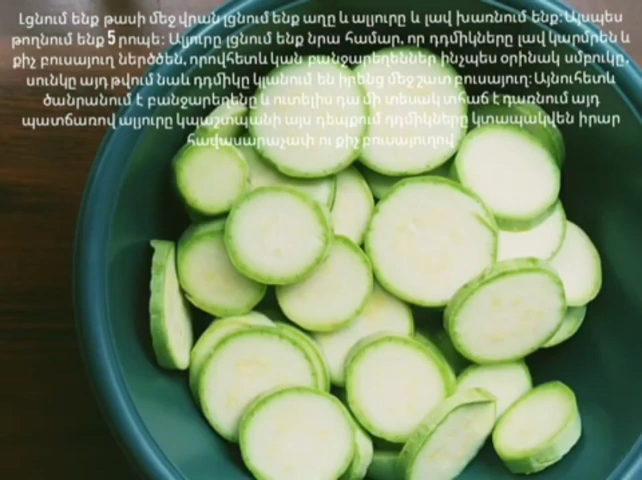 Լցնում ենք թասի մեջ վրան լցնում ենք աղը և ալյուրը և լավ խառնում ենք: Այսպես
թողնում ենք 5 րոպե: Ալյուրը լցնում ենք նրա համար, որ դդմիկները լավ կարմրեն և
քիչ բուսայուղ ներծծեն, որովհետև կան բանջարեղեններ ինչպես օրինակ սմբուկը,
սունկը այդ թվում նաև դդմիկը կլանում են իրենց մեջ շատ բուսայուղ: Այնուհետև
ծանրանում է բանջարեղենը և ուտելիս դա մի տեսակ տհաճ է դառնում այդ
պատճառով ալյուրը կպաշտպանի այս դեպքում դդմիկները կտապակվեն իրար
հավասարաչափ ու քիչ բուսայուղով